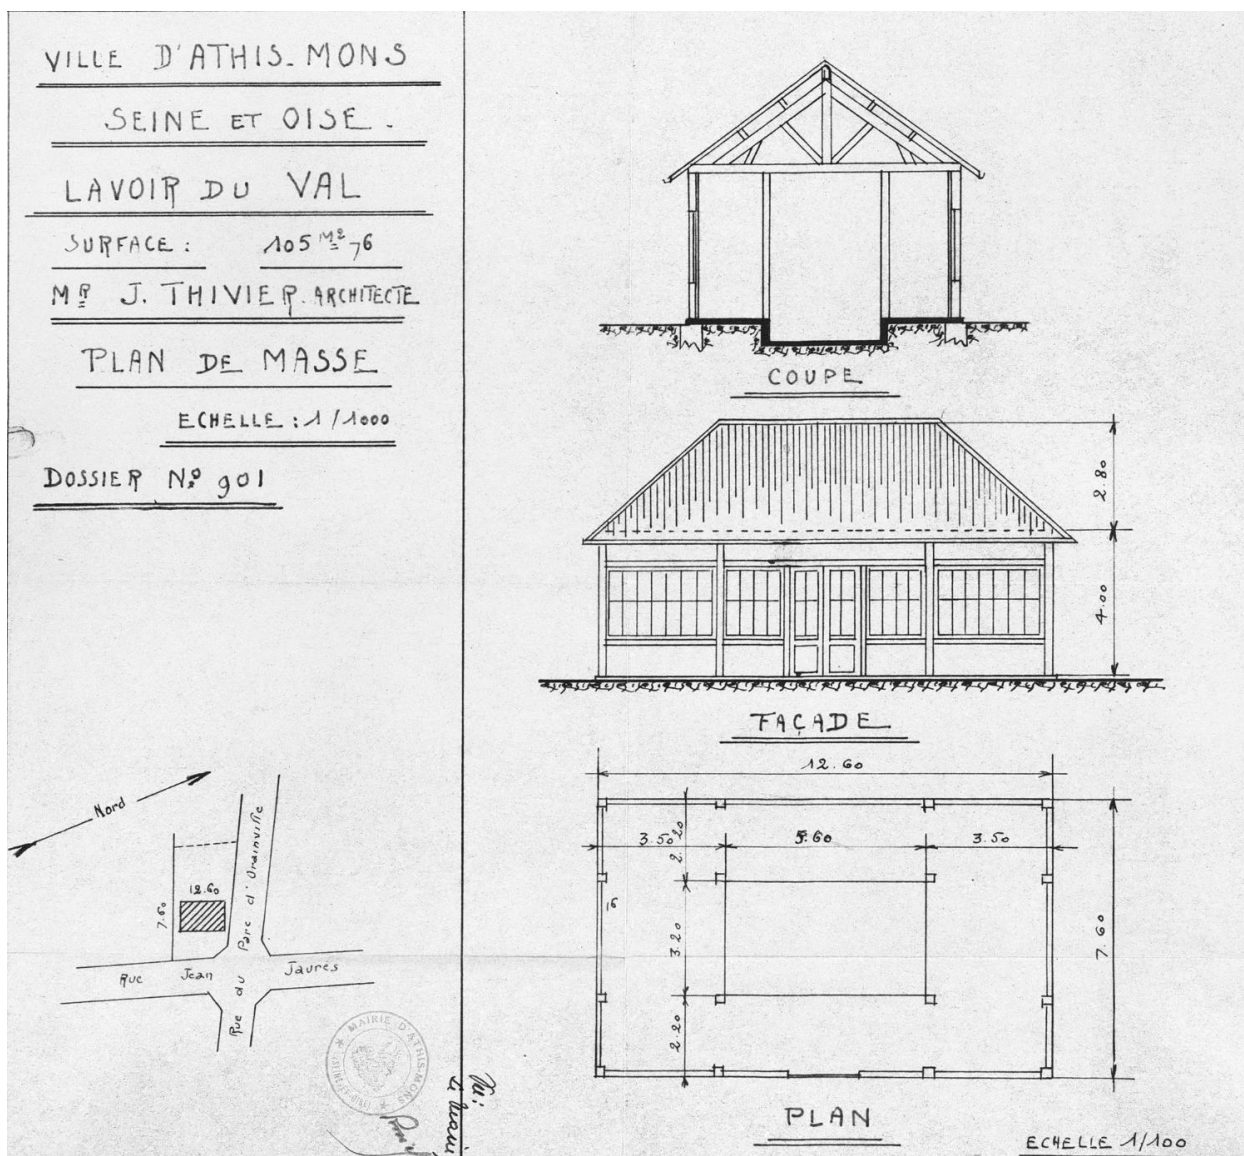 VILLE D'ATHIS-MONS
SEINE ET OISE.
LAVOIR DU VAL
SURFACE : 105 M² 76
Mr J. THIVIER. ARCHITECTE
PLAN DE MASSE
ECHELLE : 1/1000
DOSSIER No 901
Nord
12.60
7.60
Rue du Parc d'Orainville
Rue Jean Jaurès
MAIRIE D'ATHIS-MONS
Vu:
COUPE
2.80
4.00
FAÇADE
12.60
3.50
2.20
5.60
3.50
16
3.20
7.60
2.20
PLAN
ECHELLE 1/100